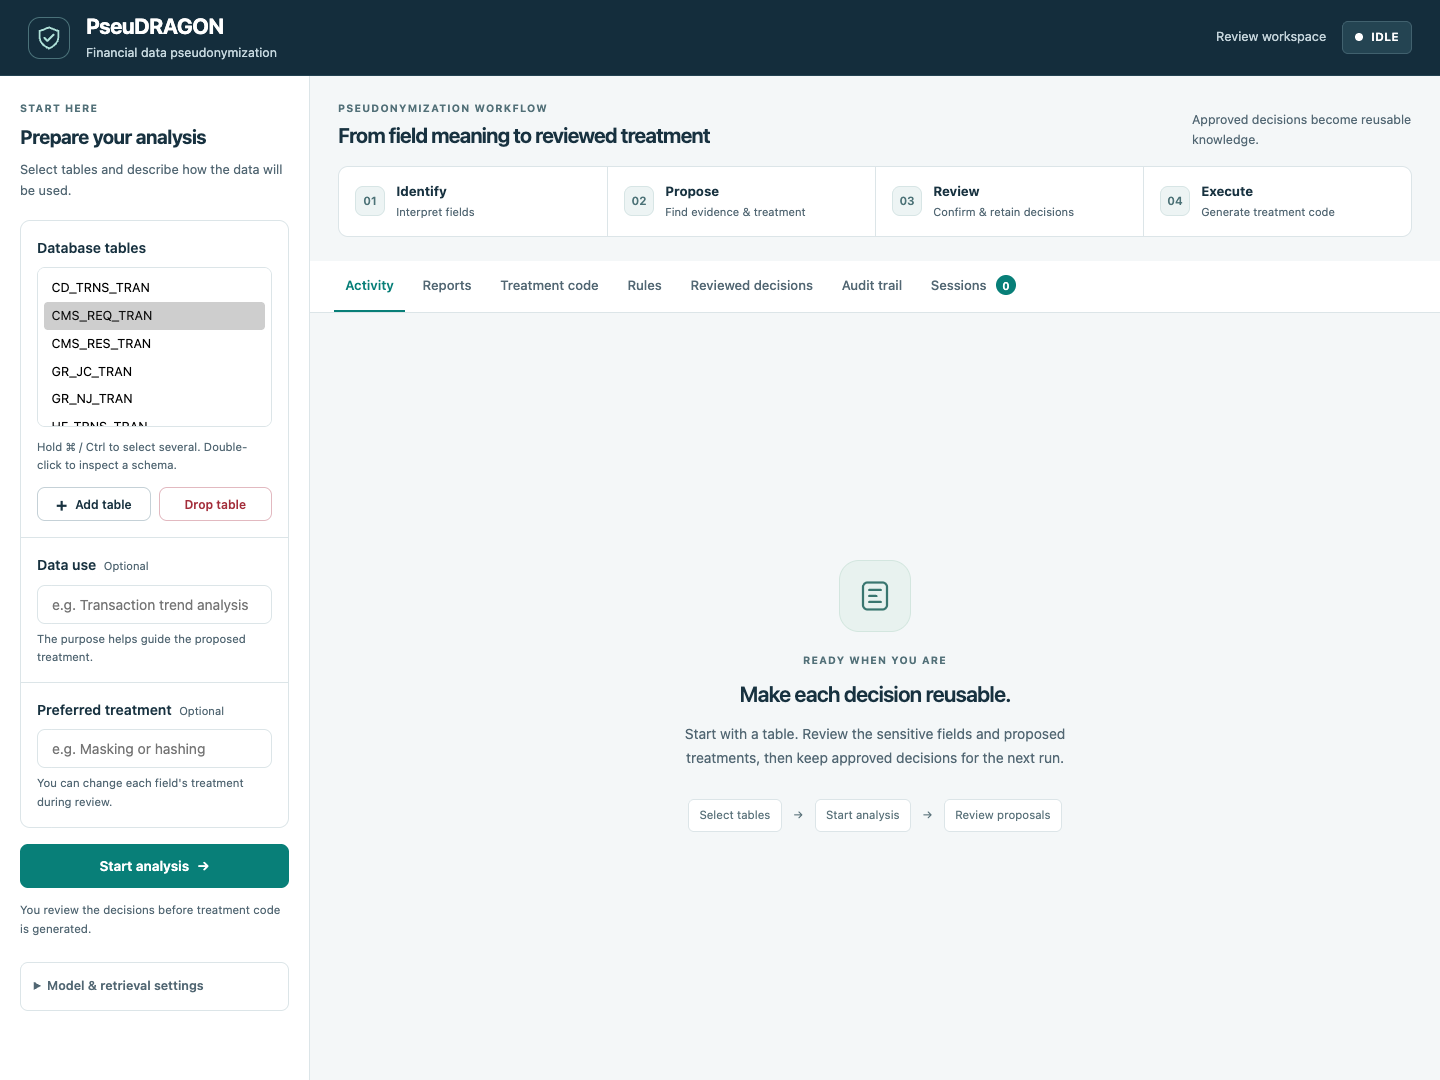 PseuDRAGON
Financial data pseudonymization
Review workspace
IDLE
START HERE
Prepare your analysis
Select tables and describe how the data will
be used.
Database tables
CD_TRNS_TRAN
CMS_REQ_TRAN
CMS_RES_TRAN
GR_JC_TRAN
GR_NJ_TRAN
Hold ⌘ / Ctrl to select several. Double-
click to inspect a schema.
+ Add table
Drop table
Data use Optional
e.g. Transaction trend analysis
The purpose helps guide the proposed
treatment.
Preferred treatment Optional
e.g. Masking or hashing
You can change each field's treatment
during review.
Start analysis →
You review the decisions before treatment code
is generated.
▶ Model & retrieval settings
PSEUDONYMIZATION WORKFLOW
From field meaning to reviewed treatment
Approved decisions become reusable
knowledge.
01
Identify
Interpret fields
02
Propose
Find evidence & treatment
03
Review
Confirm & retain decisions
04
Execute
Generate treatment code
Activity
Reports
Treatment code
Rules
Reviewed decisions
Audit trail
Sessions 0
READY WHEN YOU ARE
Make each decision reusable.
Start with a table. Review the sensitive fields and proposed
treatments, then keep approved decisions for the next run.
Select tables → Start analysis → Review proposals